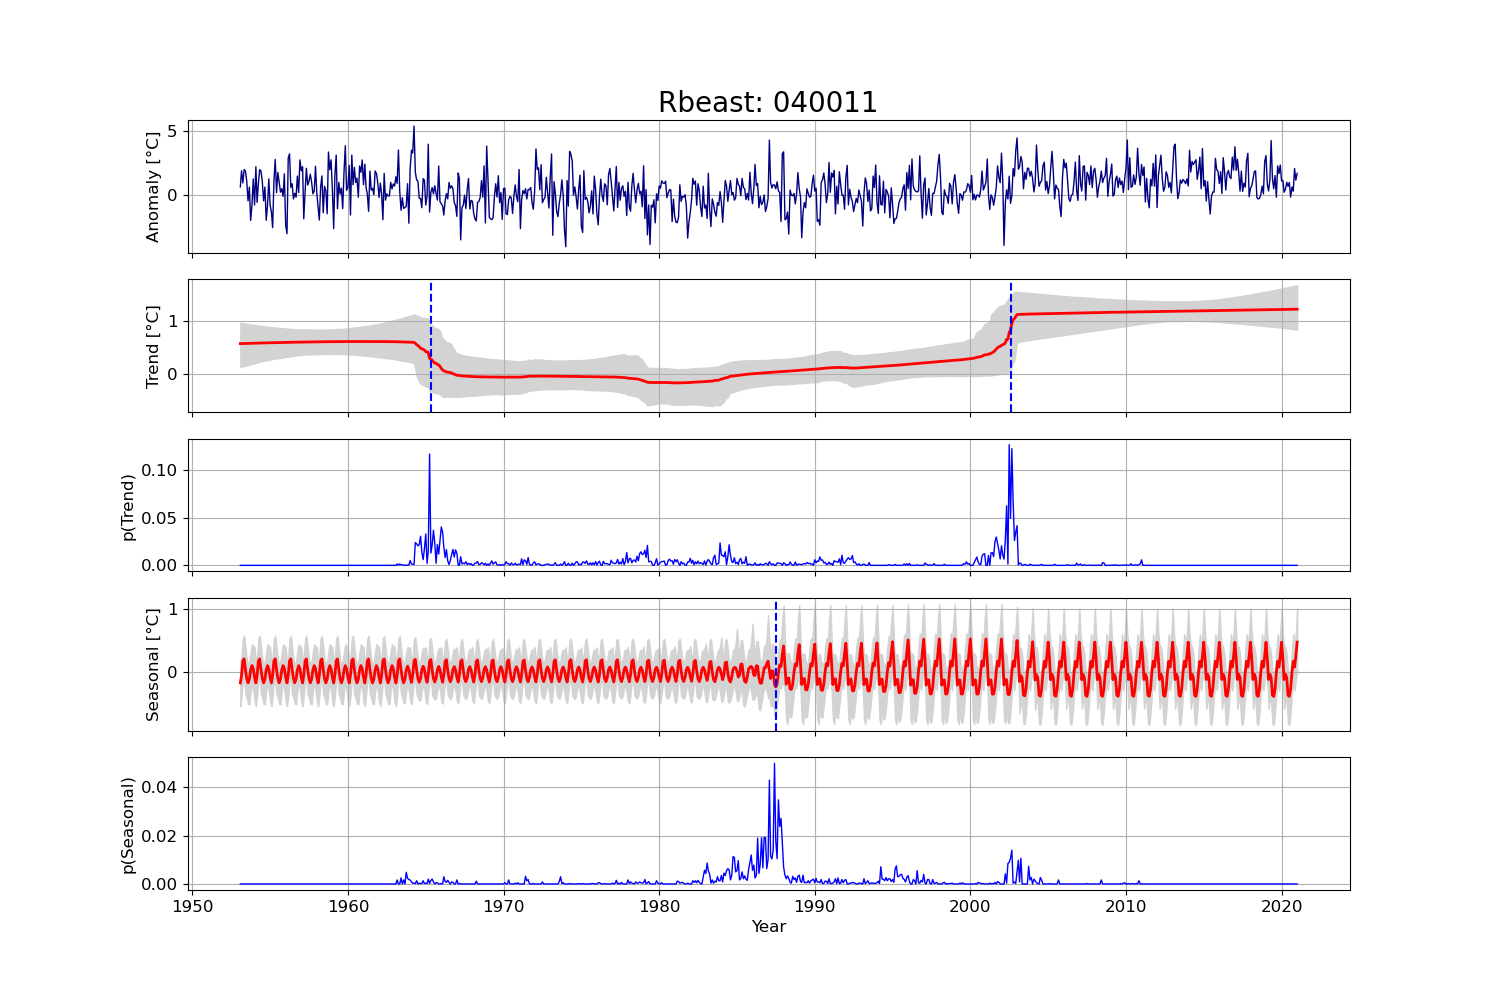 Rbeast: 040011
Anomaly [°C]
5
0
Trend [°C]
1
0
p(Trend)
0.10
0.05
0.00
Seasonal [°C]
1
0
p(Seasonal)
0.04
0.02
0.00
1950 1960 1970 1980 1990 2000 2010 2020
Year